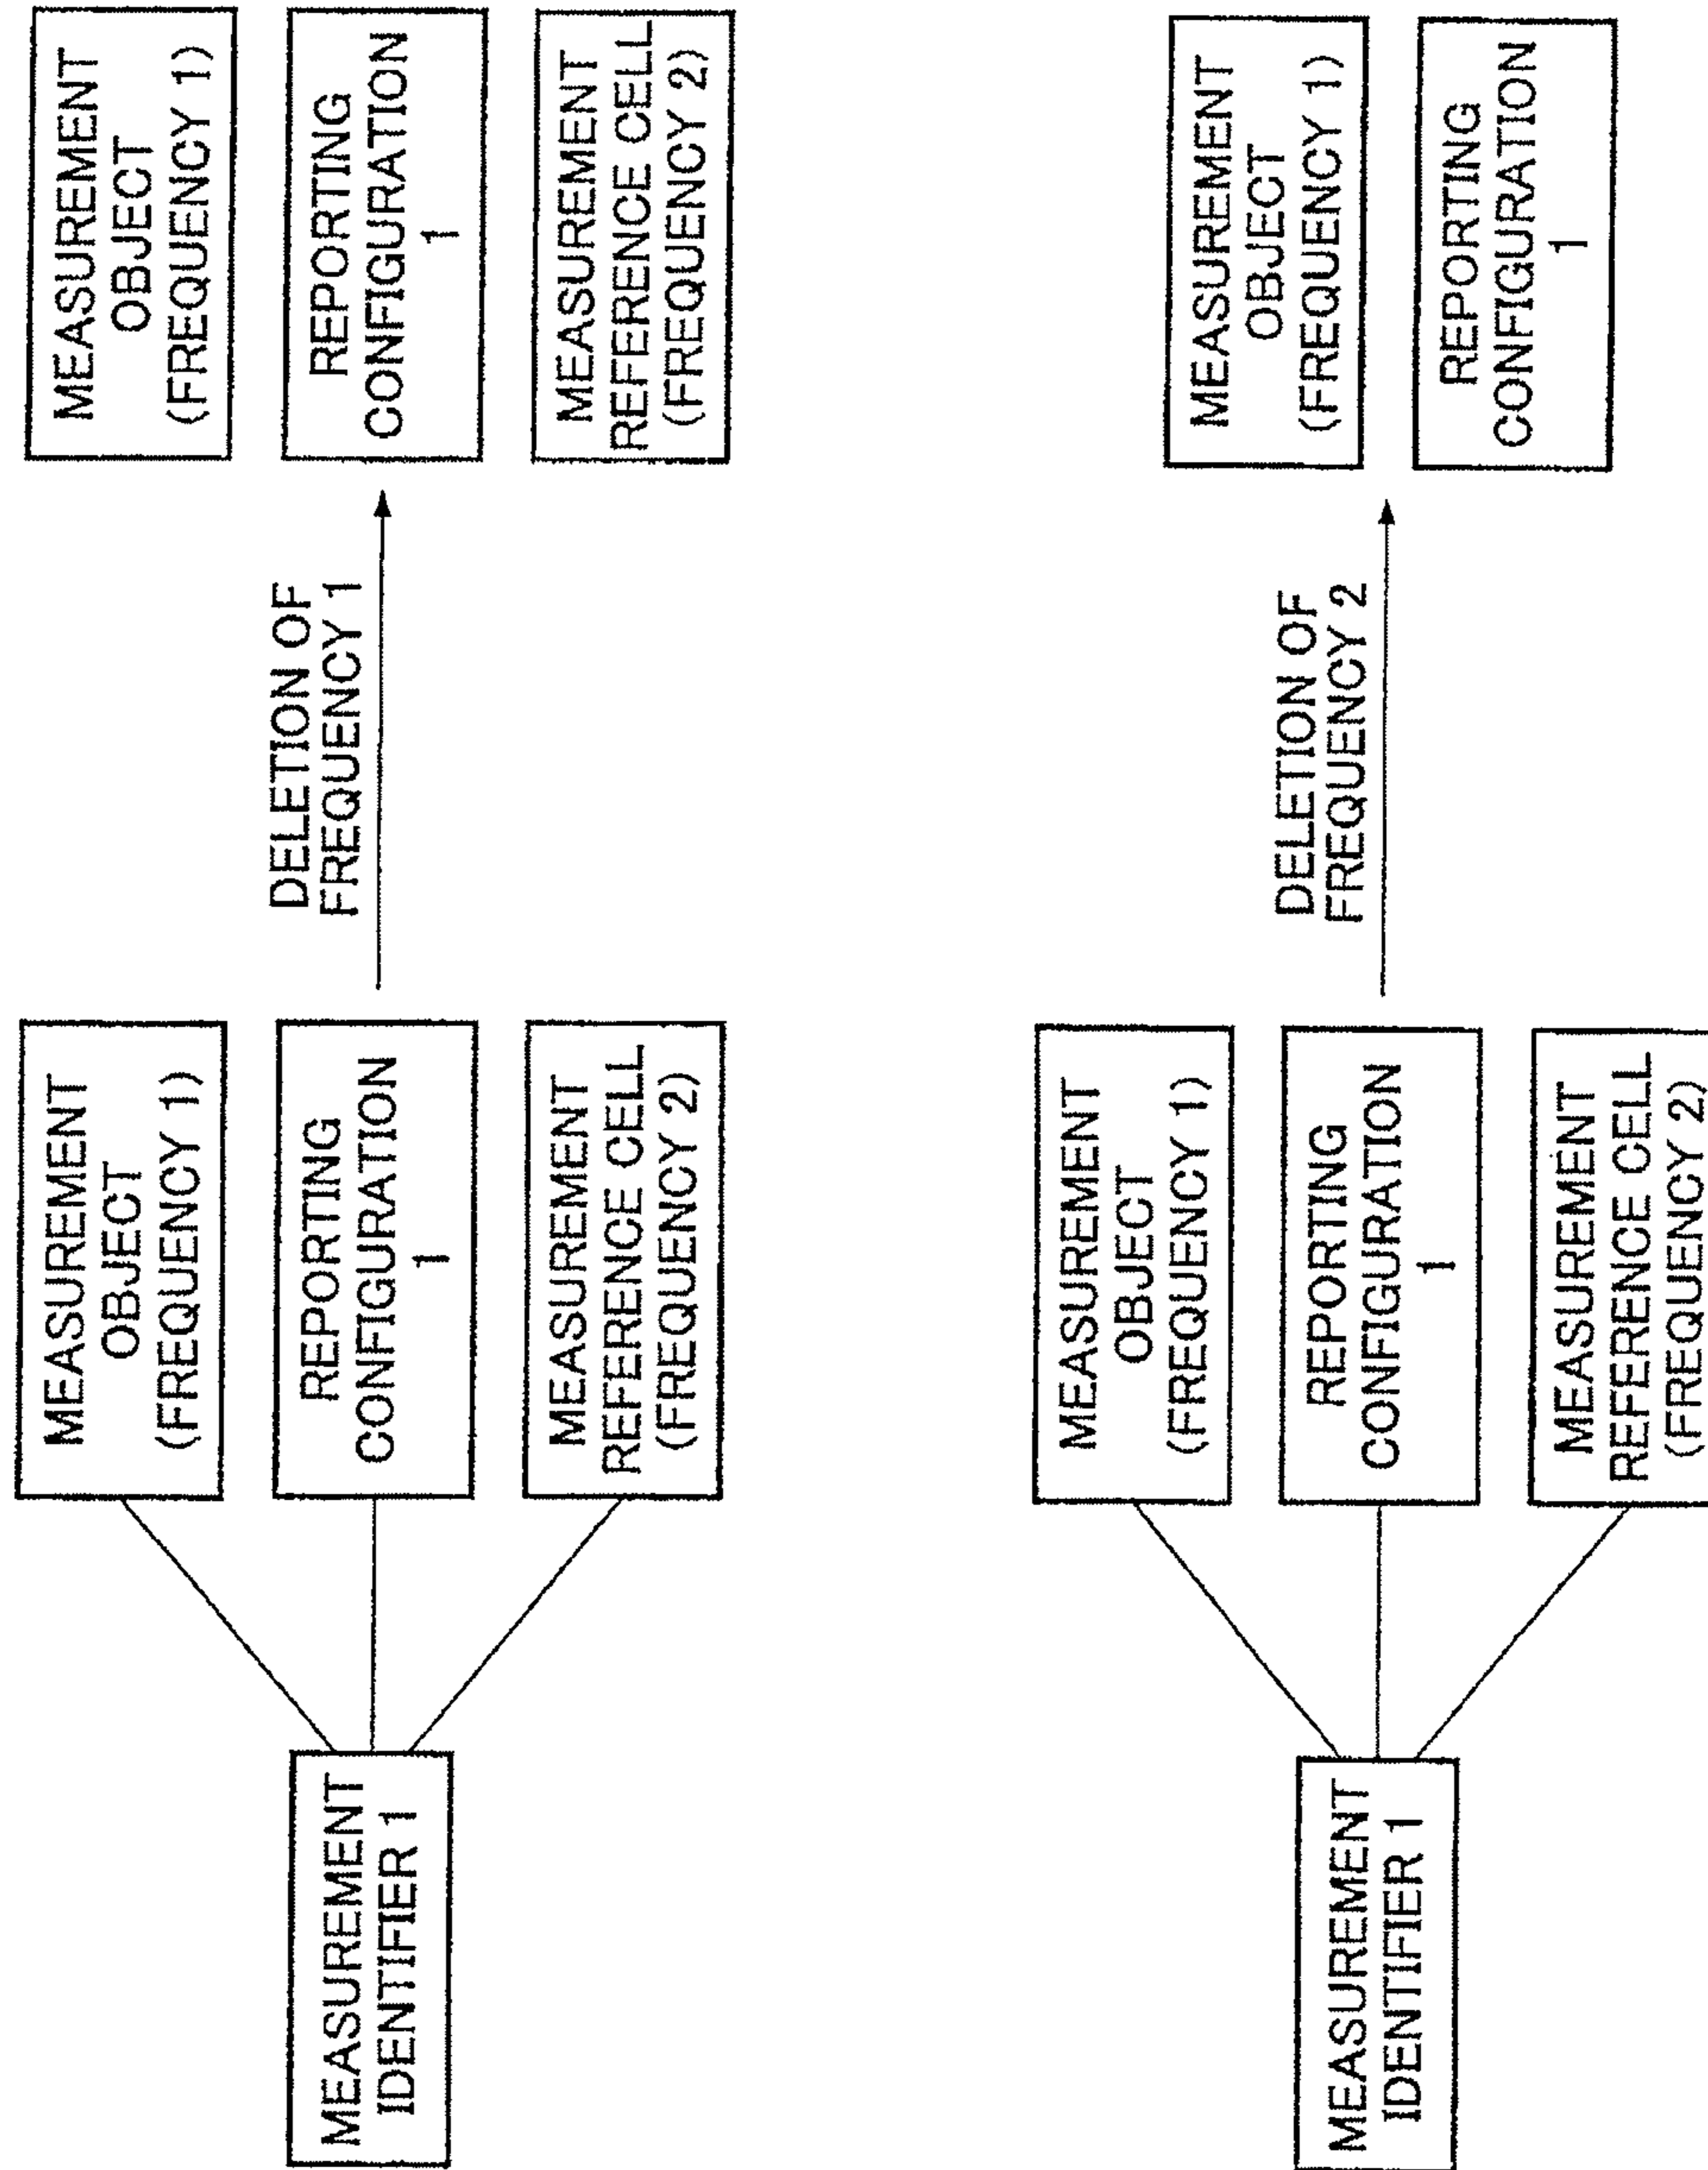 MEASUREMENT
IDENTIFIER 1
MEASUREMENT
OBJECT
(FREQUENCY 1)
REPORTING
CONFIGURATION
1
MEASUREMENT
REFERENCE CELL
(FREQUENCY 2)
DELETION OF
FREQUENCY 1
MEASUREMENT
OBJECT
(FREQUENCY 1)
REPORTING
CONFIGURATION
1
MEASUREMENT
REFERENCE CELL
(FREQUENCY 2)
MEASUREMENT
IDENTIFIER 1
MEASUREMENT
OBJECT
(FREQUENCY 1)
REPORTING
CONFIGURATION
1
MEASUREMENT
REFERENCE CELL
(FREQUENCY 2)
DELETION OF
FREQUENCY 2
MEASUREMENT
OBJECT
(FREQUENCY 1)
REPORTING
CONFIGURATION
1